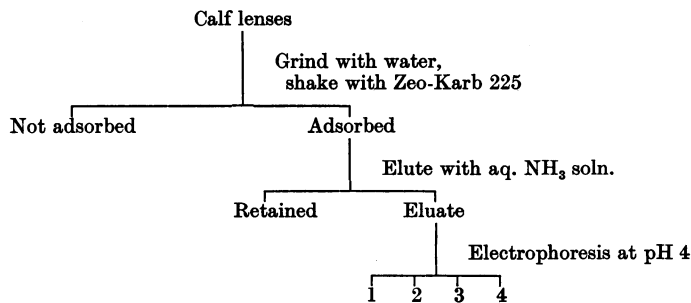 Calf lenses
Grind with water,
shake with Zeo-Karb 225
Not adsorbed
Adsorbed
Elute with aq. NH₃ soln.
Retained
Eluate
Electrophoresis at pH 4
1 2 3 4